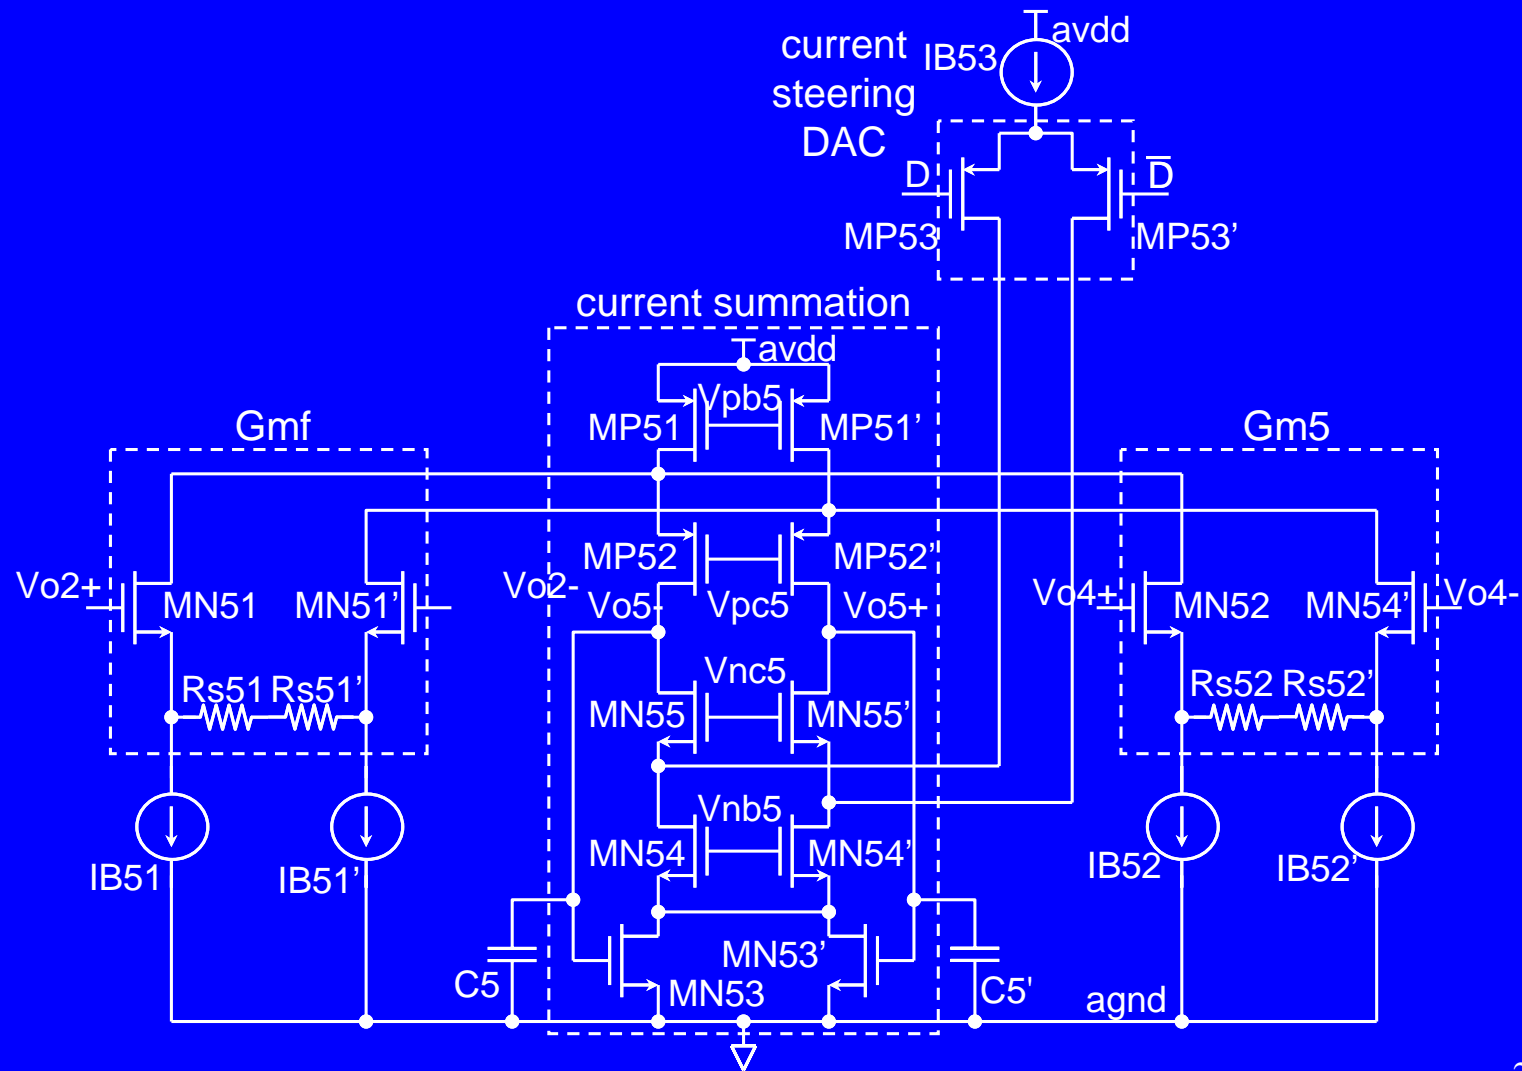 current
steering
DAC
IB53
avdd
D
D̅
MP53
MP53’
current summation
avdd
Vpb5
MP51
MP51’
Gmf
Gm5
MP52
MP52’
Vpc5
Vo2+
MN51
MN51’
Vo2-
Vo5-
Vo5+
Vo4+
MN52
MN54’
Vo4-
Vnc5
Rs51
Rs51’
MN55
MN55’
Rs52
Rs52’
Vnb5
MN54
MN54’
IB51
IB51’
IB52
IB52’
MN53’
C5
MN53
C5'
agnd